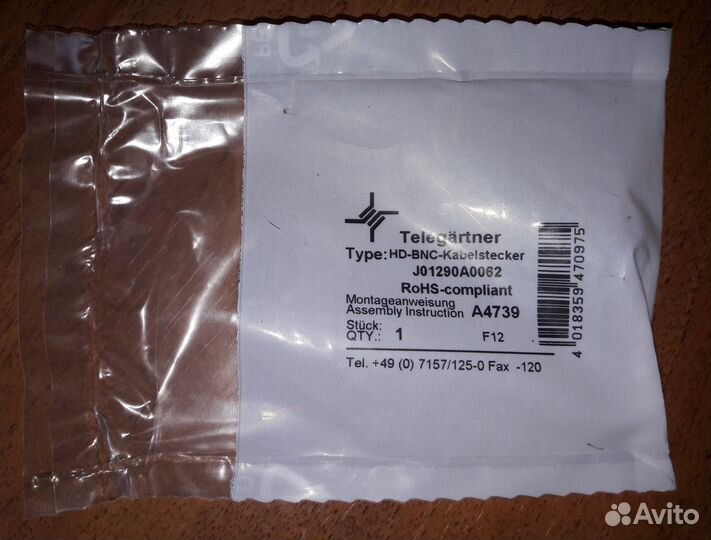 Telegärtner
Type: HD-BNC-Kabelstecker
J01290A0062
RoHS-compliant
Montageanweisung
Assembly Instruction A4739
Stück:
QTY.: 1 F12
Tel. +49 (0) 7157/125-0 Fax -120
4 018359 470975
Avito